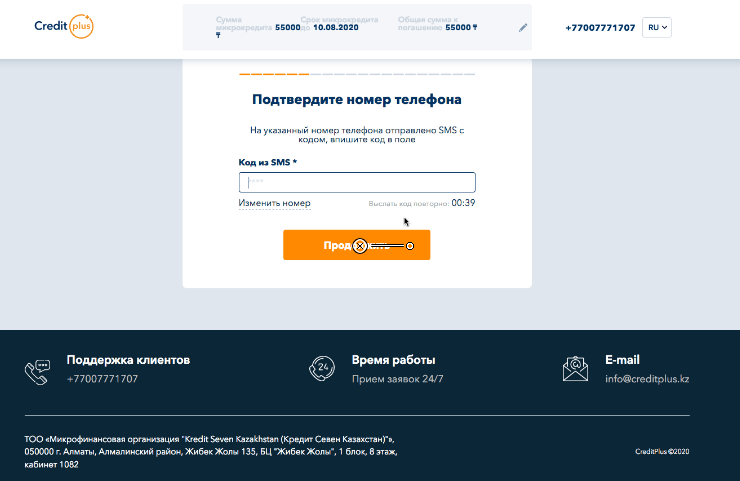 Credit plus
Сумма микрокредита 55000 ₸
Срок микрокредита до 10.08.2020
Общая сумма к погашению 55000 ₸
+77007771707
RU
Подтвердите номер телефона
На указанный номер телефона отправлено SMS с
кодом, впишите код в поле
Код из SMS *
****
Изменить номер
Выслать код повторно: 00:39
Поддержка клиентов
+77007771707
24
Время работы
Прием заявок 24/7
E-mail
info@creditplus.kz
ТОО «Микрофинансовая организация "Kredit Seven Kazakhstan (Кредит Севен Казахстан)"»,
050000 г. Алматы, Алмалинский район, Жибек Жолы 135, БЦ "Жибек Жолы", 1 блок, 8 этаж,
кабинет 1082
CreditPlus ©2020